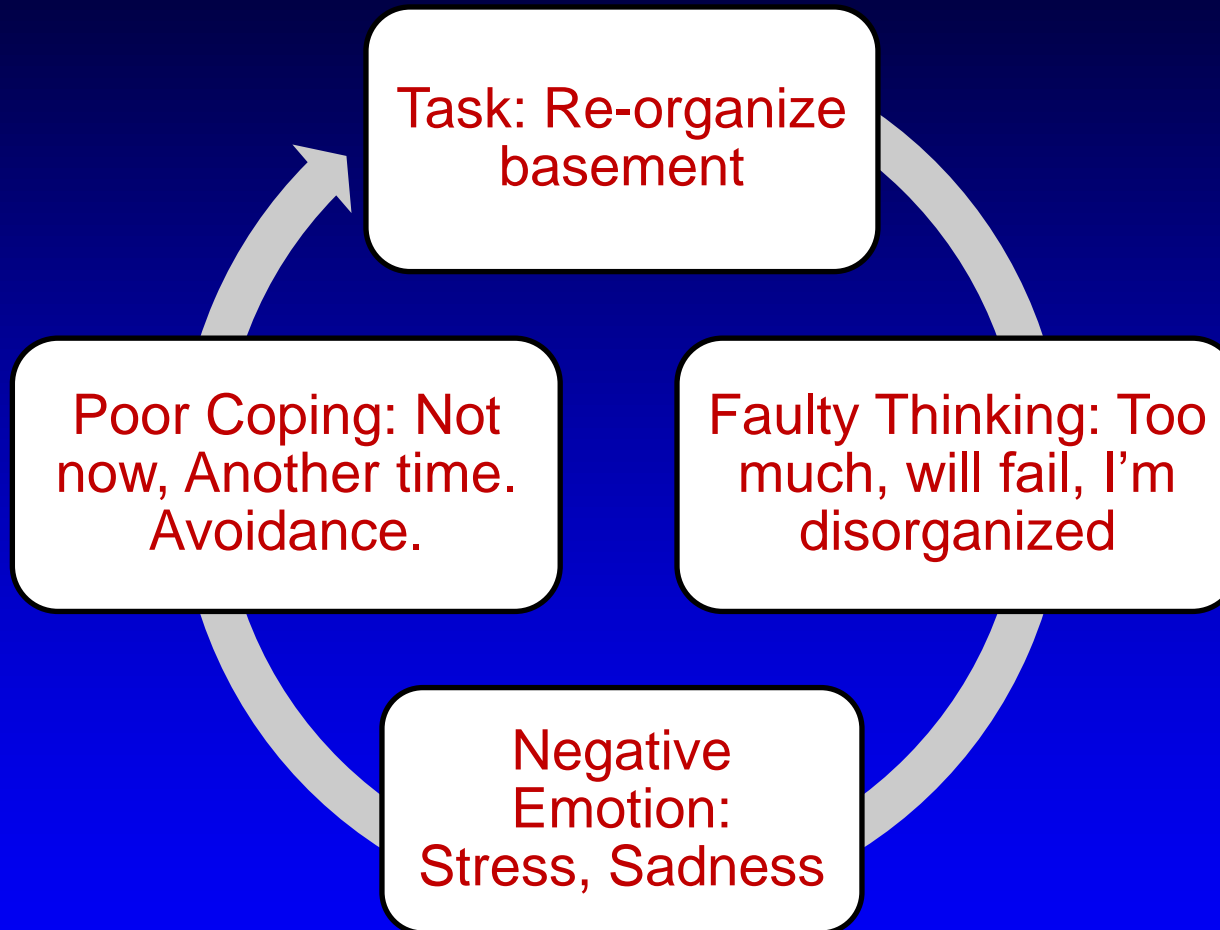 Task: Re-organize
basement
Faulty Thinking: Too
much, will fail, I’m
disorganized
Negative
Emotion:
Stress, Sadness
Poor Coping: Not
now, Another time.
Avoidance.